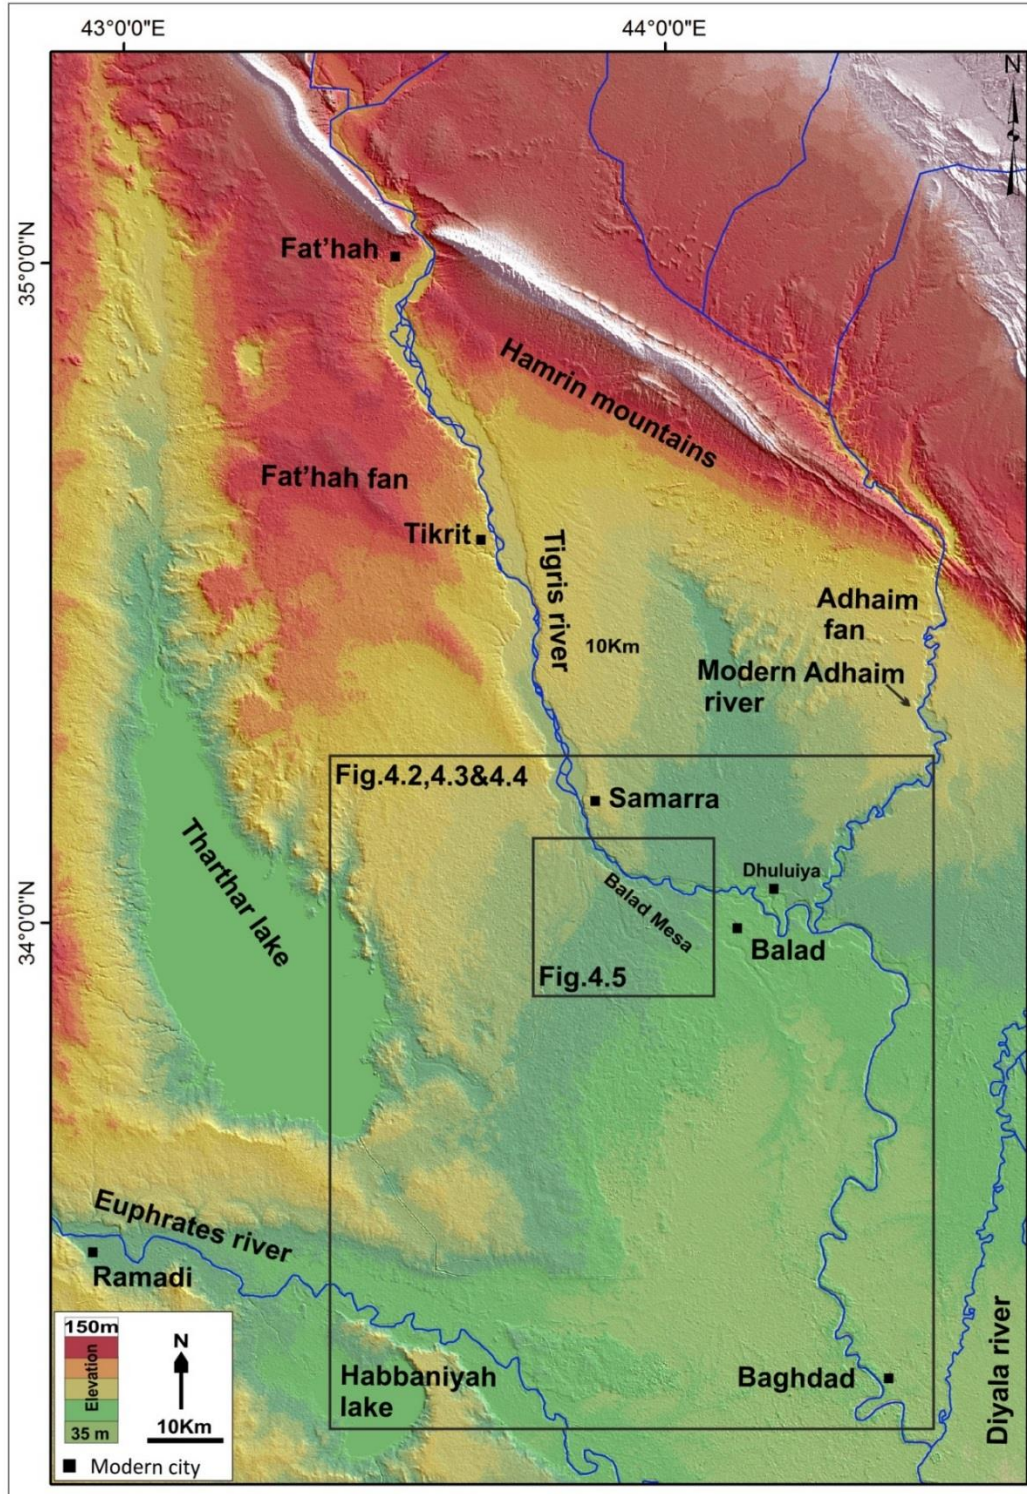 43°0'0"E
44°0'0"E
N
35°0'0"N
Fat'hah
Hamrin mountains
Fat'hah fan
Tikrit
Tigris river
10Km
Adhaim
fan
Modern Adhaim
river
Fig.4.2,4.3&4.4
Samarra
Tharthar lake
Dhuluiya
Balad Mesa
Balad
34°0'0"N
Fig.4.5
Euphrates river
Ramadi
Diyala river
Habbaniyah
lake
Baghdad
150m
Elevation
35 m
N
10Km
Modern city